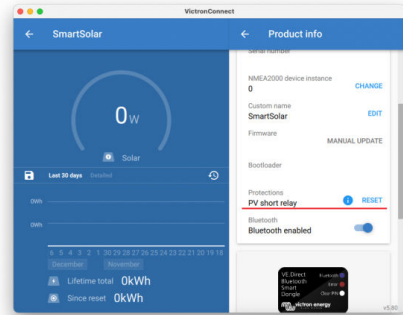 VictronConnect
SmartSolar
0W
Solar
Last 30 days Detailed
0Wh
0Wh
6 5 4 3 2 1 30 29 28 27 26 25 24 23 22 21 20 19 18
December November
Lifetime total 0kWh
Since reset 0kWh
Product info
Serial number
NMEA2000 device instance
0
CHANGE
Custom name
SmartSolar
EDIT
Firmware
MANUAL UPDATE
Bootloader
Protections
PV short relay
RESET
Bluetooth
Bluetooth enabled
VE.Direct
Bluetooth
Smart
Dongle
Bluetooth
Error
victron energy
v5.80